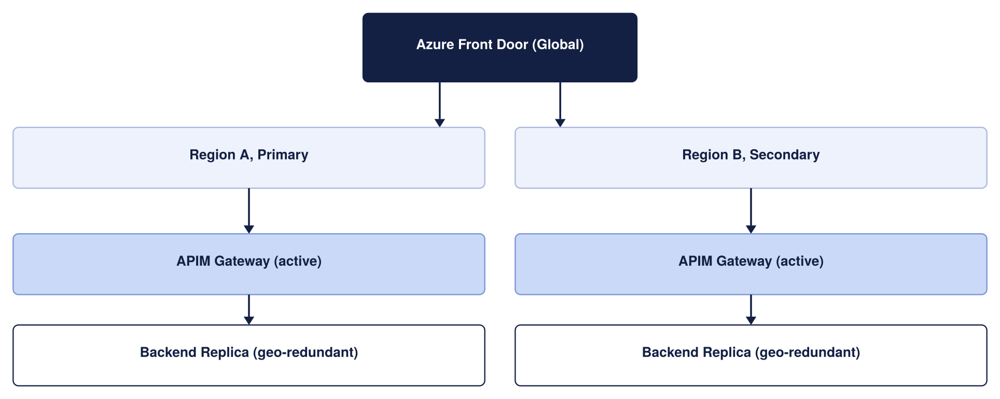 Azure Front Door (Global)
Region A, Primary
Region B, Secondary
APIM Gateway (active)
APIM Gateway (active)
Backend Replica (geo-redundant)
Backend Replica (geo-redundant)